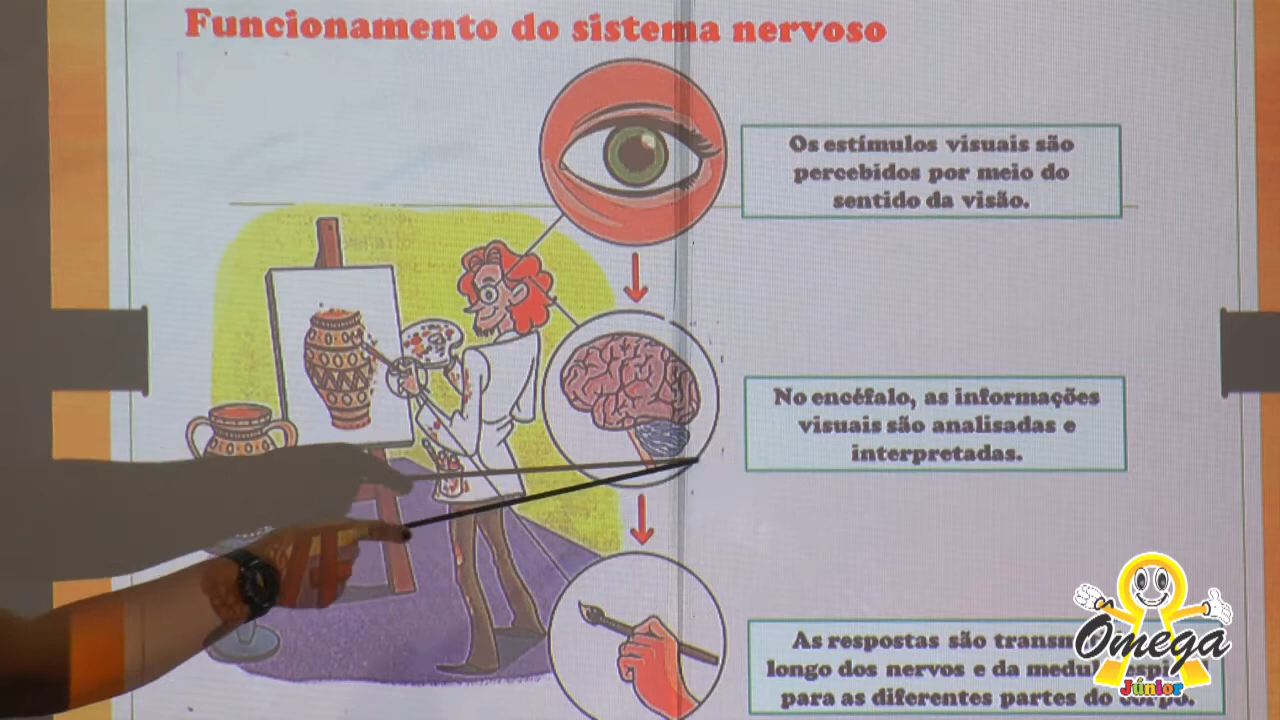 Funcionamento do sistema nervoso
Os estímulos visuais são
percebidos por meio do
sentido da visão.
No encéfalo, as informações
visuais são analisadas e
interpretadas.
As respostas são
longo dos nervos e da
para as diferentes partes do corpo.
Ômega
Júnior